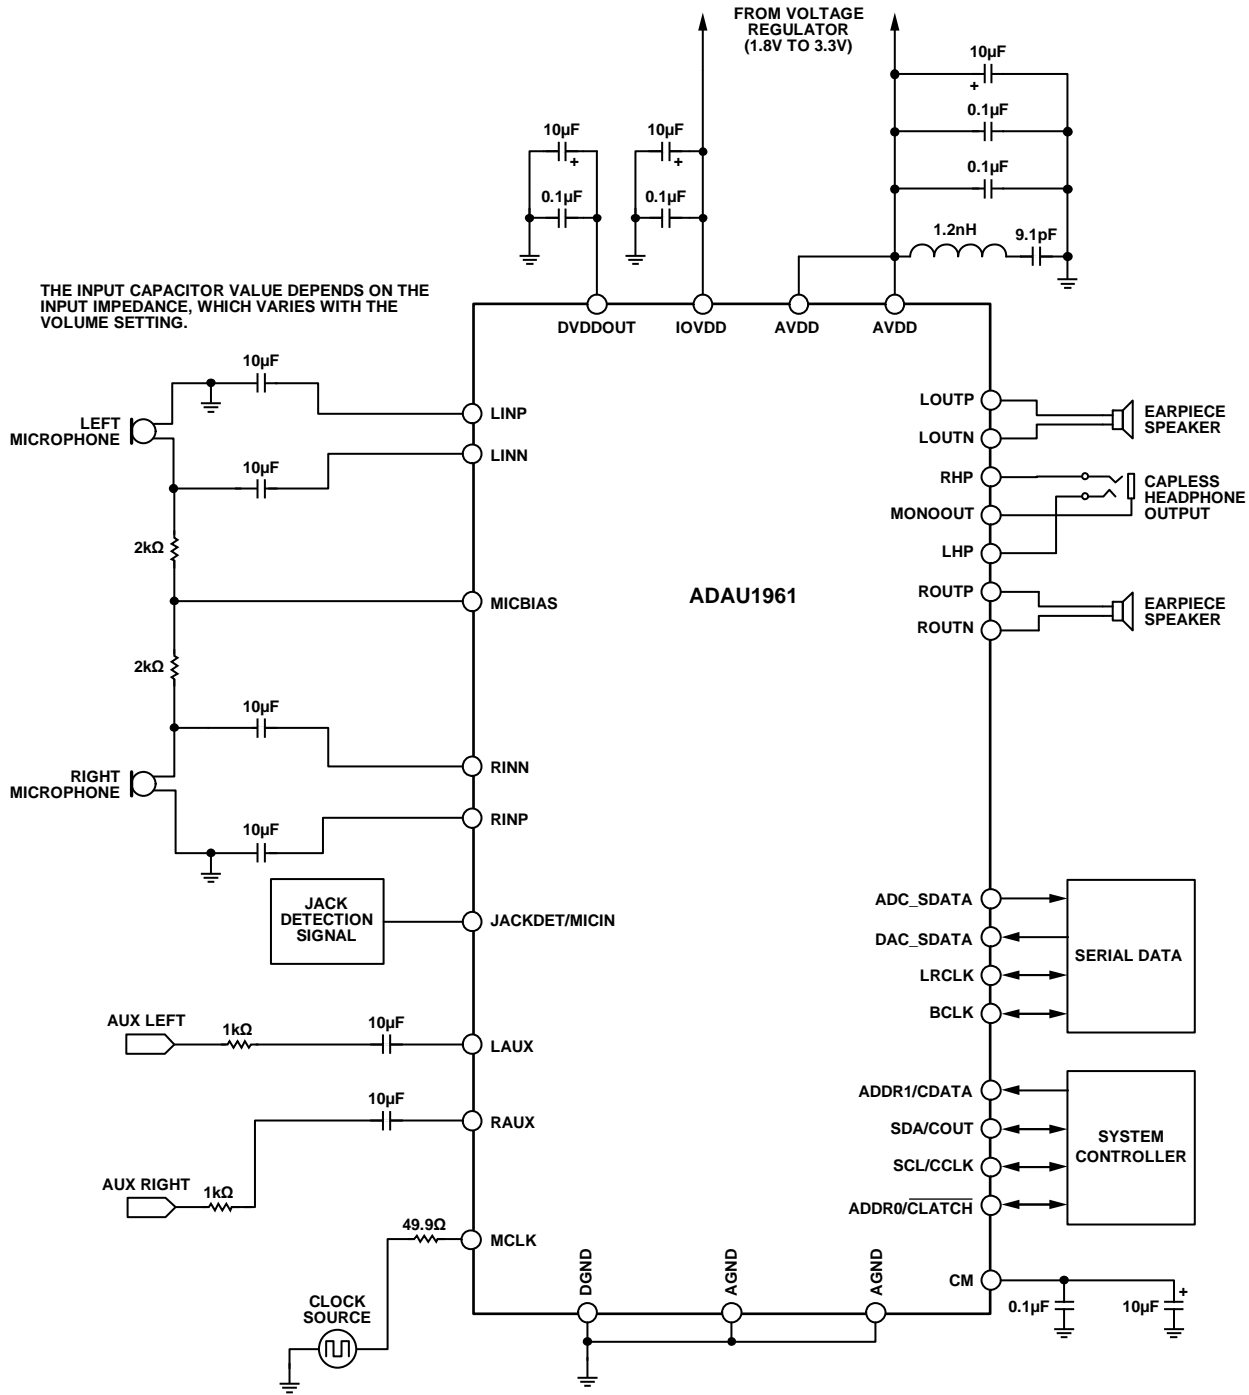 FROM VOLTAGE
REGULATOR
(1.8V TO 3.3V)
10µF
+
0.1µF
0.1µF
1.2nH
9.1pF
10µF
+
0.1µF
10µF
+
0.1µF
THE INPUT CAPACITOR VALUE DEPENDS ON THE
INPUT IMPEDANCE, WHICH VARIES WITH THE
VOLUME SETTING.
DVDDOUT
IOVDD
AVDD
AVDD
10µF
LINP
LEFT
MICROPHONE
LINN
10µF
2kΩ
MICBIAS
2kΩ
10µF
RINN
RIGHT
MICROPHONE
RINP
10µF
JACK
DETECTION
SIGNAL
JACKDET/MICIN
AUX LEFT
1kΩ
10µF
LAUX
10µF
RAUX
AUX RIGHT
1kΩ
49.9Ω
MCLK
CLOCK
SOURCE
ADAU1961
LOUTP
LOUTN
EARPIECE
SPEAKER
RHP
MONOOUT
LHP
CAPLESS
HEADPHONE
OUTPUT
ROUTP
ROUTN
EARPIECE
SPEAKER
ADC_SDATA
DAC_SDATA
LRCLK
BCLK
SERIAL DATA
ADDR1/CDATA
SDA/COUT
SCL/CCLK
ADDR0/CLATCH
SYSTEM
CONTROLLER
CM
0.1µF
10µF
+
DGND
AGND
AGND